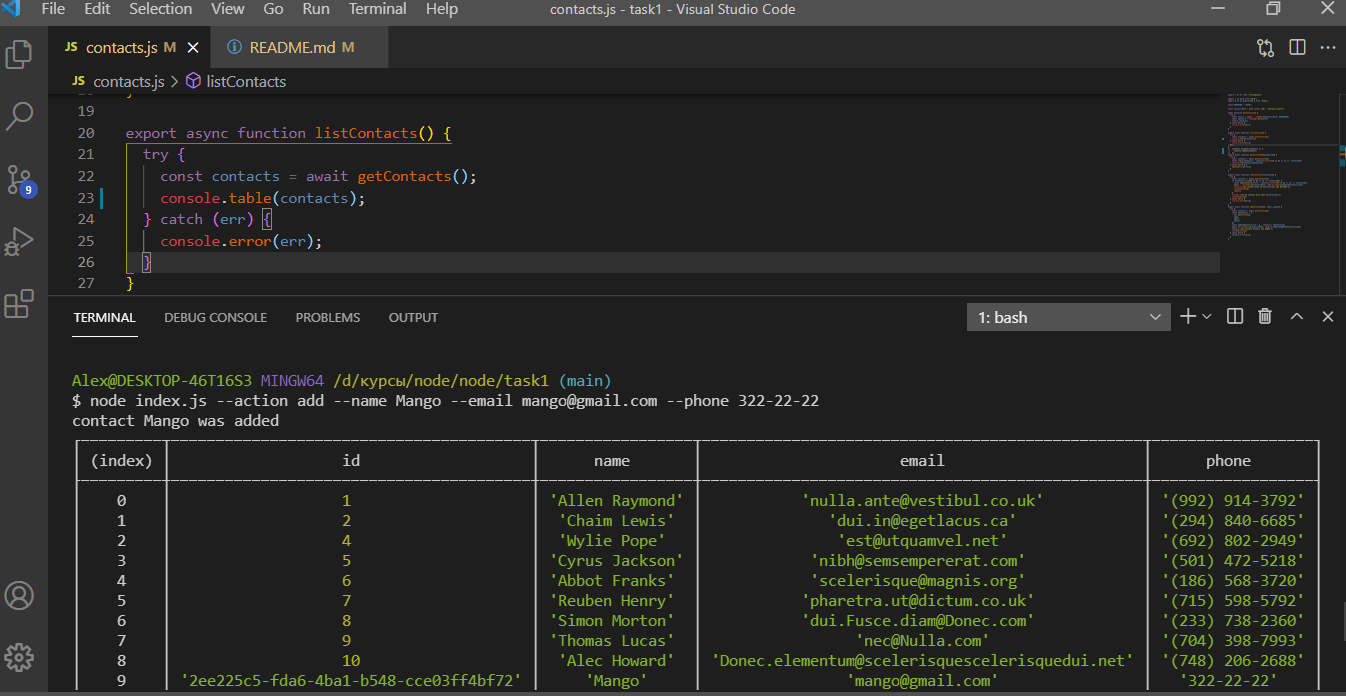 File Edit Selection View Go Run Terminal Help contacts.js - task1 - Visual Studio Code
JS contacts.js M README.md M
JS contacts.js > listContacts
19
20 export async function listContacts() {
21 try {
22 const contacts = await getContacts();
23 console.table(contacts);
24 } catch (err) {
25 console.error(err);
26 }
27 }
9
TERMINAL DEBUG CONSOLE PROBLEMS OUTPUT 1: bash
Alex@DESKTOP-46T16S3 MINGW64 /d/курсы/node/node/task1 (main)
$ node index.js --action add --name Mango --email mango@gmail.com --phone 322-22-22
contact Mango was added
(index) id name email phone
0 1 'Allen Raymond' 'nulla.ante@vestibul.co.uk' '(992) 914-3792'
1 2 'Chaim Lewis' 'dui.in@egetlacus.ca' '(294) 840-6685'
2 4 'Wylie Pope' 'est@utquamvel.net' '(692) 802-2949'
3 5 'Cyrus Jackson' 'nibh@semsempererat.com' '(501) 472-5218'
4 6 'Abbot Franks' 'scelerisque@magnis.org' '(186) 568-3720'
5 7 'Reuben Henry' 'pharetra.ut@dictum.co.uk' '(715) 598-5792'
6 8 'Simon Morton' 'dui.Fusce.diam@Donec.com' '(233) 738-2360'
7 9 'Thomas Lucas' 'nec@Nulla.com' '(704) 398-7993'
8 10 'Alec Howard' 'Donec.elementum@scelerisquescelerisquedui.net' '(748) 206-2688'
9 '2ee225c5-fda6-4ba1-b548-cce03ff4bf72' 'Mango' 'mango@gmail.com' '322-22-22'